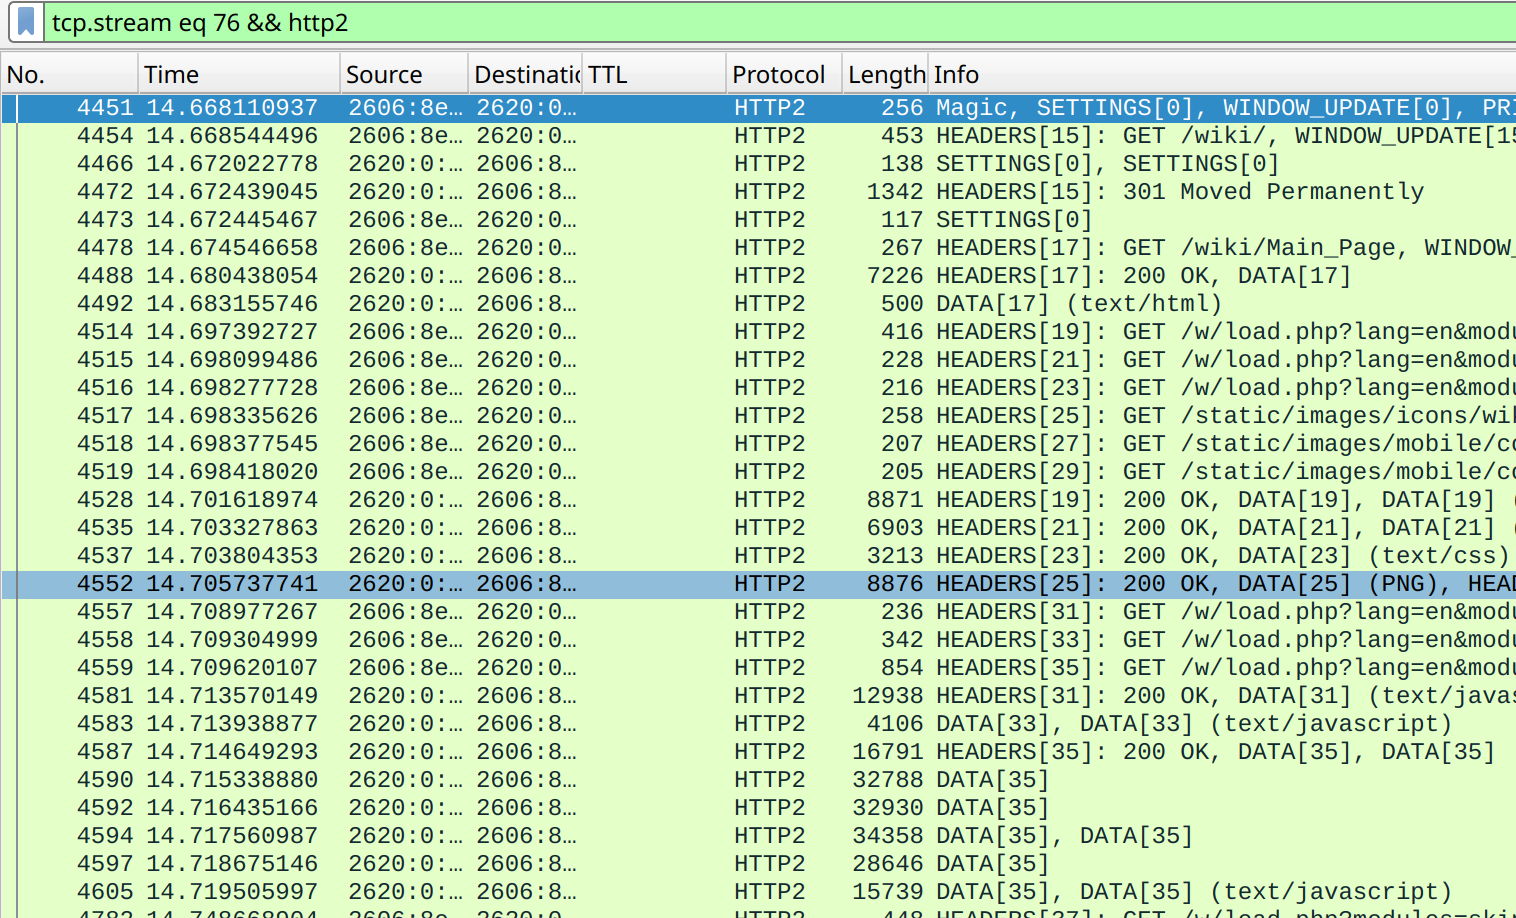 tcp.stream eq 76 && http2
No. Time Source Destinatic TTL Protocol Length Info
4451 14.668110937 2606:8e… 2620:0… HTTP2 256 Magic, SETTINGS[0], WINDOW_UPDATE[0], PRI
4454 14.668544496 2606:8e… 2620:0… HTTP2 453 HEADERS[15]: GET /wiki/, WINDOW_UPDATE[15
4466 14.672022778 2620:0:… 2606:8… HTTP2 138 SETTINGS[0], SETTINGS[0]
4472 14.672439045 2620:0:… 2606:8… HTTP2 1342 HEADERS[15]: 301 Moved Permanently
4473 14.672445467 2606:8e… 2620:0… HTTP2 117 SETTINGS[0]
4478 14.674546658 2606:8e… 2620:0… HTTP2 267 HEADERS[17]: GET /wiki/Main_Page, WINDOW_
4488 14.680438054 2620:0:… 2606:8… HTTP2 7226 HEADERS[17]: 200 OK, DATA[17]
4492 14.683155746 2620:0:… 2606:8… HTTP2 500 DATA[17] (text/html)
4514 14.697392727 2606:8e… 2620:0… HTTP2 416 HEADERS[19]: GET /w/load.php?lang=en&modu
4515 14.698099486 2606:8e… 2620:0… HTTP2 228 HEADERS[21]: GET /w/load.php?lang=en&modu
4516 14.698277728 2606:8e… 2620:0… HTTP2 216 HEADERS[23]: GET /w/load.php?lang=en&modu
4517 14.698335626 2606:8e… 2620:0… HTTP2 258 HEADERS[25]: GET /static/images/icons/wik
4518 14.698377545 2606:8e… 2620:0… HTTP2 207 HEADERS[27]: GET /static/images/mobile/co
4519 14.698418020 2606:8e… 2620:0… HTTP2 205 HEADERS[29]: GET /static/images/mobile/co
4528 14.701618974 2620:0:… 2606:8… HTTP2 8871 HEADERS[19]: 200 OK, DATA[19], DATA[19] (
4535 14.703327863 2620:0:… 2606:8… HTTP2 6903 HEADERS[21]: 200 OK, DATA[21], DATA[21] (
4537 14.703804353 2620:0:… 2606:8… HTTP2 3213 HEADERS[23]: 200 OK, DATA[23] (text/css)
4552 14.705737741 2620:0:… 2606:8… HTTP2 8876 HEADERS[25]: 200 OK, DATA[25] (PNG), HEAD
4557 14.708977267 2606:8e… 2620:0… HTTP2 236 HEADERS[31]: GET /w/load.php?lang=en&modu
4558 14.709304999 2606:8e… 2620:0… HTTP2 342 HEADERS[33]: GET /w/load.php?lang=en&modu
4559 14.709620107 2606:8e… 2620:0… HTTP2 854 HEADERS[35]: GET /w/load.php?lang=en&modu
4581 14.713570149 2620:0:… 2606:8… HTTP2 12938 HEADERS[31]: 200 OK, DATA[31] (text/javas
4583 14.713938877 2620:0:… 2606:8… HTTP2 4106 DATA[33], DATA[33] (text/javascript)
4587 14.714649293 2620:0:… 2606:8… HTTP2 16791 HEADERS[35]: 200 OK, DATA[35], DATA[35]
4590 14.715338880 2620:0:… 2606:8… HTTP2 32788 DATA[35]
4592 14.716435166 2620:0:… 2606:8… HTTP2 32930 DATA[35]
4594 14.717560987 2620:0:… 2606:8… HTTP2 34358 DATA[35], DATA[35]
4597 14.718675146 2620:0:… 2606:8… HTTP2 28646 DATA[35]
4605 14.719505997 2620:0:… 2606:8… HTTP2 15739 DATA[35], DATA[35] (text/javascript)